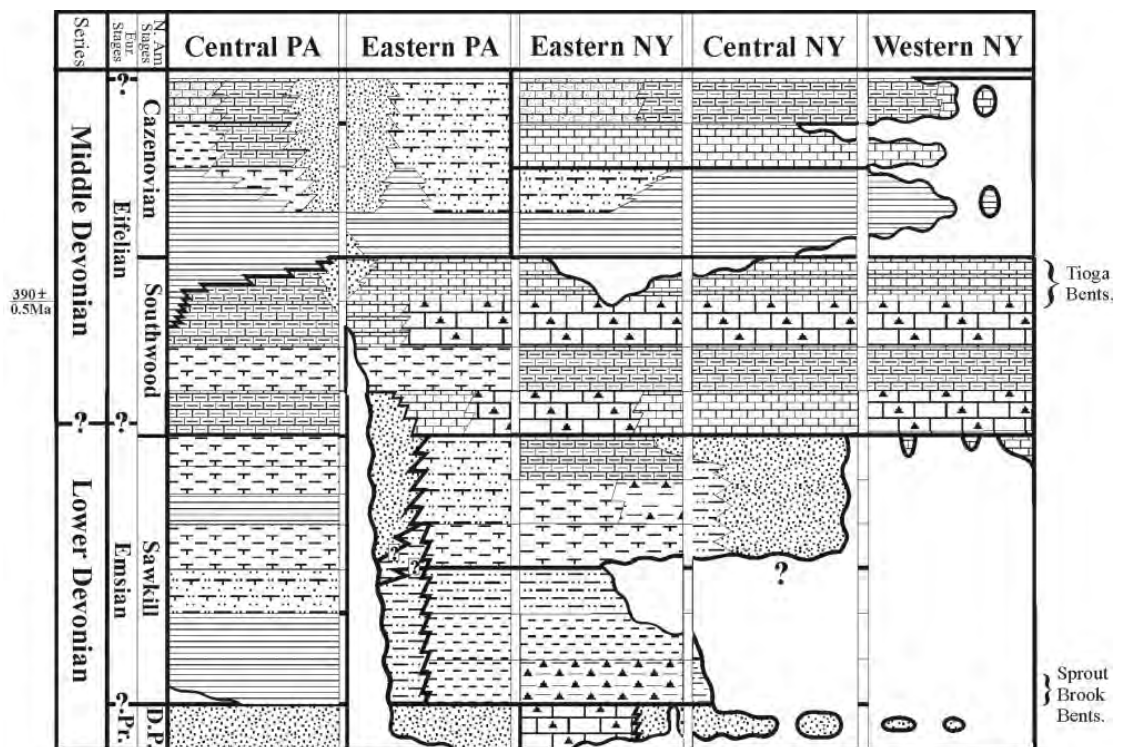 Series
Eur. Stages
N. Am Stages
Central PA
Eastern PA
Eastern NY
Central NY
Western NY
Middle Devonian
-?-
Lower Devonian
-?-
Eifelian
-?-
Emsian
-?-
.Pr.
Cazenovian
Southwood
Sawkill
D.P.
390±
0.5Ma
?
?
}
Tioga
Bents.
}
Sprout
Brook
Bents.